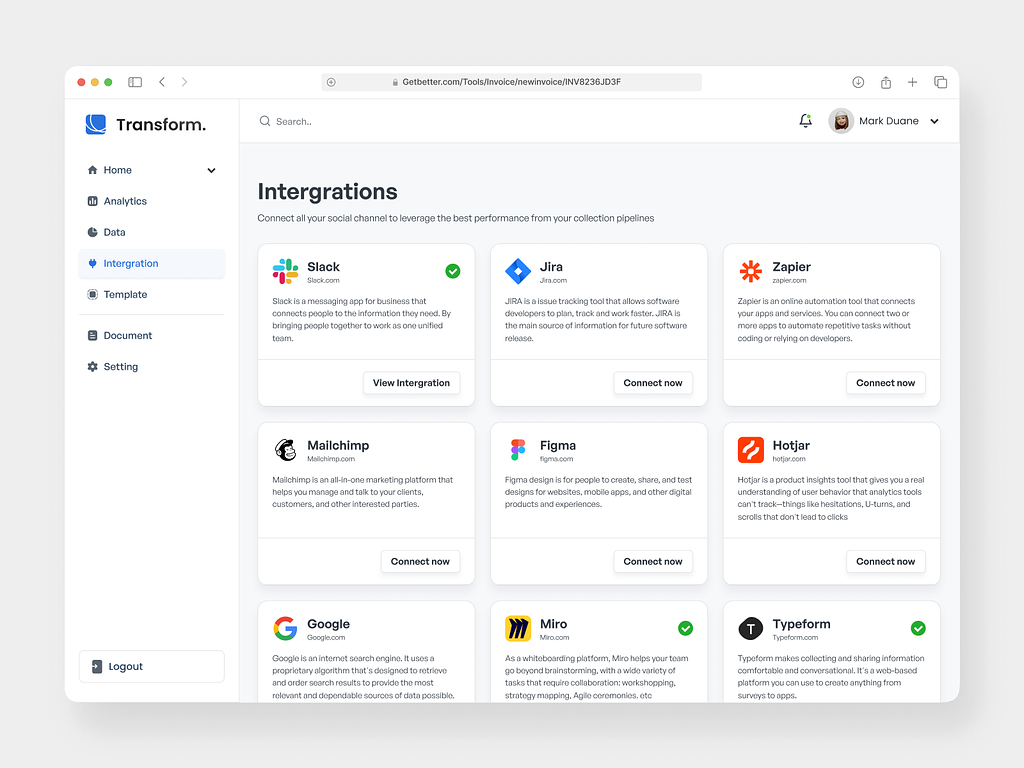 Getbetter.com/Tools/Invoice/newinvoice/INV8236JD3F
Transform.
Search..
Mark Duane
Home
Analytics
Data
Intergration
Template
Document
Setting
Logout
Intergrations
Connect all your social channel to leverage the best performance from your collection pipelines
Slack
Slack.com
Slack is a messaging app for business that
connects people to the information they need. By
bringing people together to work as one unified
team.
View Intergration
Jira
Jira.com
JIRA is a issue tracking tool that allows software
developers to plan, track and work faster. JIRA is
the main source of information for future software
release.
Connect now
Zapier
zapier.com
Zapier is an online automation tool that connects
your apps and services. You can connect two or
more apps to automate repetitive tasks without
coding or relying on developers.
Connect now
Mailchimp
Mailchimp.com
Mailchimp is an all-in-one marketing platform that
helps you manage and talk to your clients,
customers, and other interested parties.
Connect now
Figma
figma.com
Figma design is for people to create, share, and test
designs for websites, mobile apps, and other digital
products and experiences.
Connect now
Hotjar
hotjar.com
Hotjar is a product insights tool that gives you a real
understanding of user behavior that analytics tools
can't track—things like hesitations, U-turns, and
scrolls that don't lead to clicks
Connect now
Google
Google.com
Google is an internet search engine. It uses a
proprietary algorithm that's designed to retrieve
and order search results to provide the most
relevant and dependable sources of data possible.
Miro
Miro.com
As a whiteboarding platform, Miro helps your team
go beyond brainstorming, with a wide variety of
tasks that require collaboration: workshopping,
strategy mapping, Agile ceremonies. etc
T
Typeform
Typeform.com
Typeform makes collecting and sharing information
comfortable and conversational. It's a web-based
platform you can use to create anything from
surveys to apps.